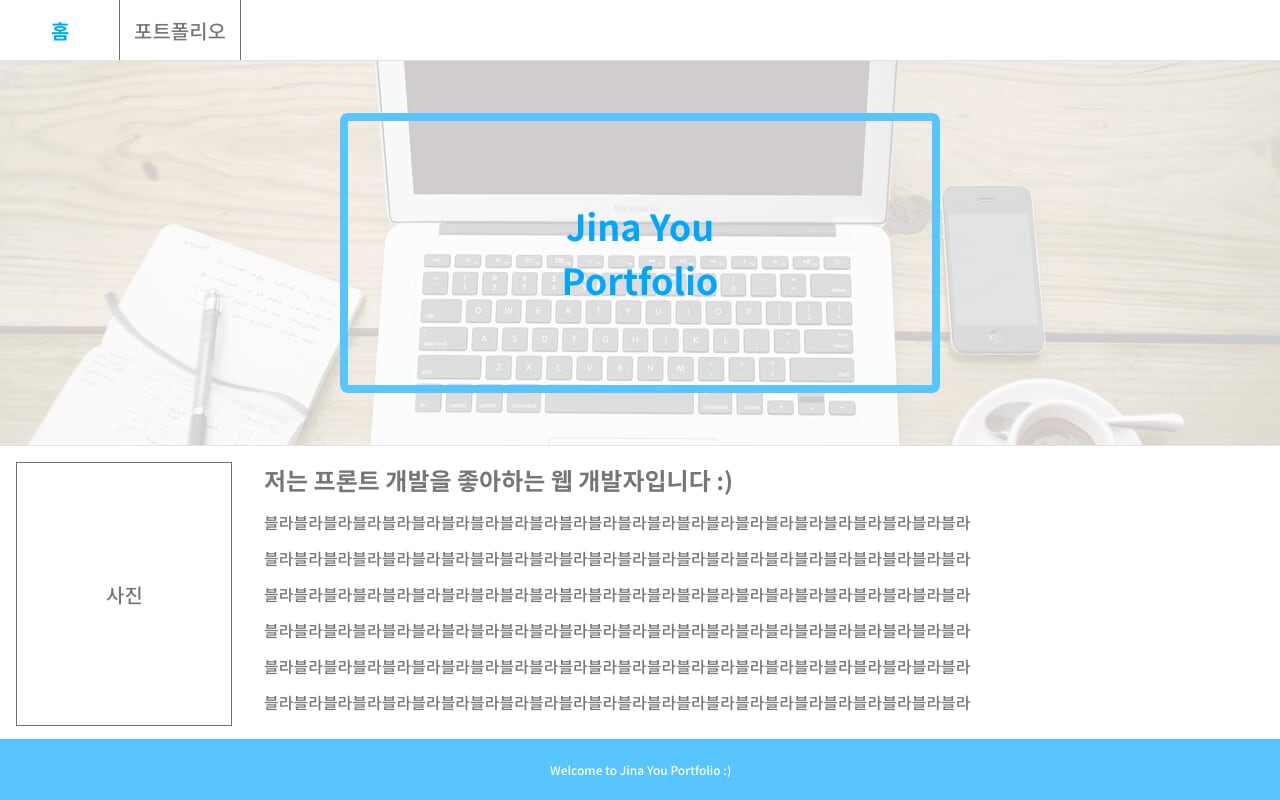 홈
포트폴리오
MacBook Air
Jina You
Portfolio
Q W E R T Y U I O P
A S D F G H J K L
Z X C V B N M
저는 프론트 개발을 좋아하는 웹 개발자입니다 :)
블라블라블라블라블라블라블라블라블라블라블라블라블라블라블라블라블라블라블라블라블라블라블라블라
블라블라블라블라블라블라블라블라블라블라블라블라블라블라블라블라블라블라블라블라블라블라블라블라
사진
블라블라블라블라블라블라블라블라블라블라블라블라블라블라블라블라블라블라블라블라블라블라블라블라
블라블라블라블라블라블라블라블라블라블라블라블라블라블라블라블라블라블라블라블라블라블라블라블라
블라블라블라블라블라블라블라블라블라블라블라블라블라블라블라블라블라블라블라블라블라블라블라블라
블라블라블라블라블라블라블라블라블라블라블라블라블라블라블라블라블라블라블라블라블라블라블라블라
Welcome to Jina You Portfolio :)